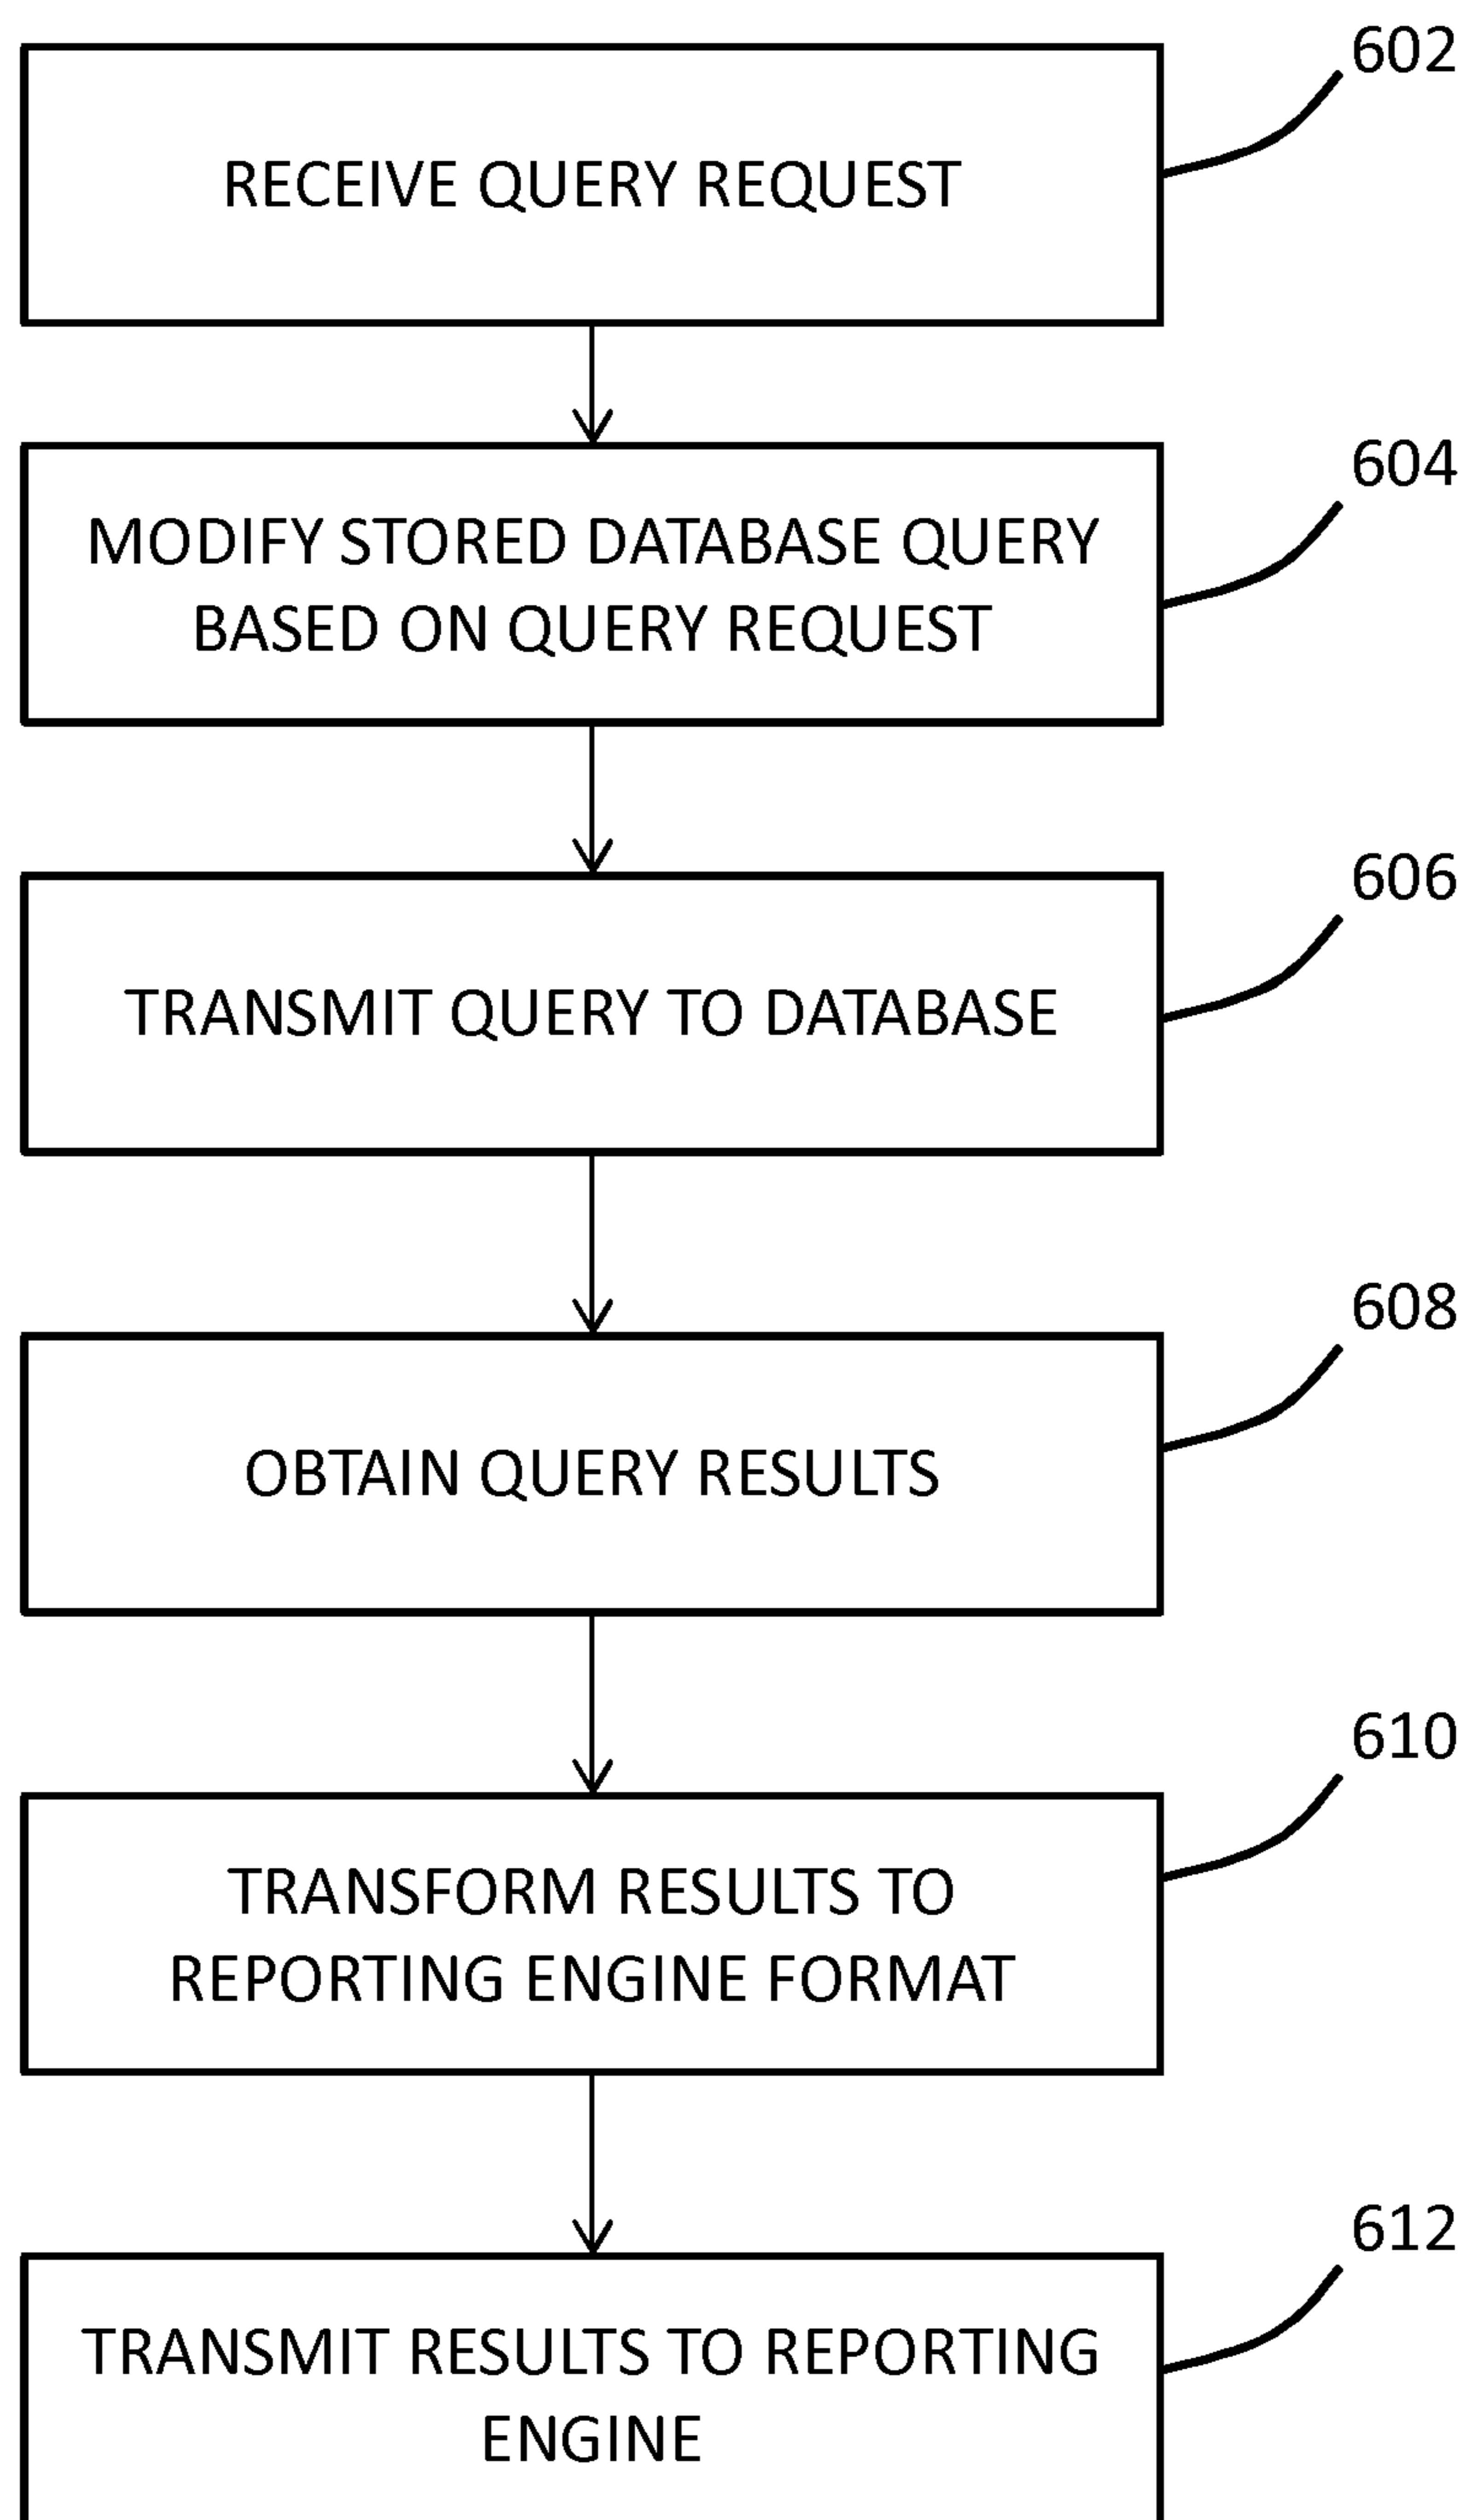 602
RECEIVE QUERY REQUEST
604
MODIFY STORED DATABASE QUERY
BASED ON QUERY REQUEST
606
TRANSMIT QUERY TO DATABASE
608
OBTAIN QUERY RESULTS
610
TRANSFORM RESULTS TO
REPORTING ENGINE FORMAT
612
TRANSMIT RESULTS TO REPORTING
ENGINE